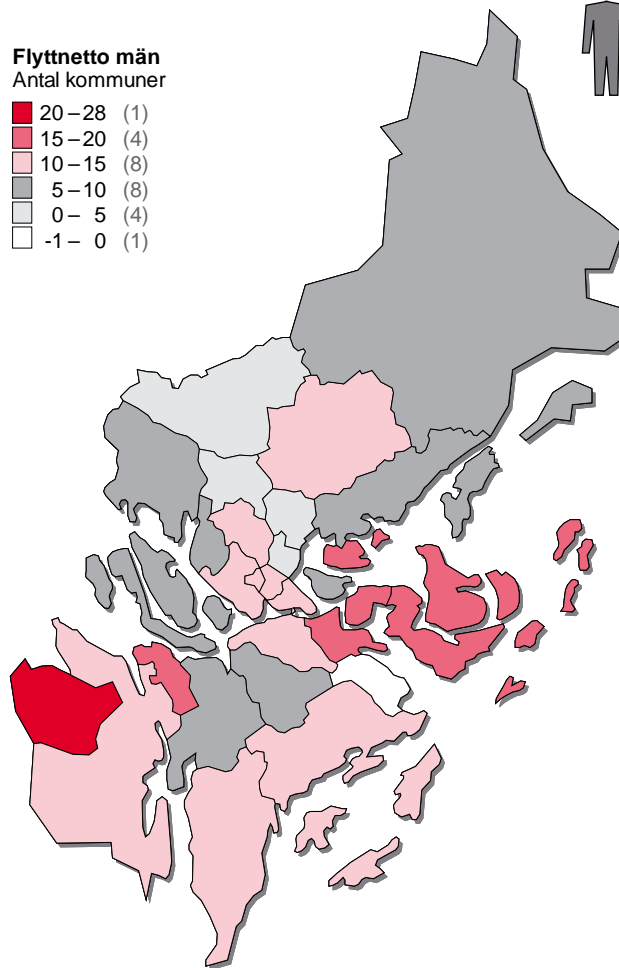 Flyttnetto män
Antal kommuner
20–28 (1)
15–20 (4)
10–15 (8)
5–10 (8)
0– 5 (4)
-1– 0 (1)